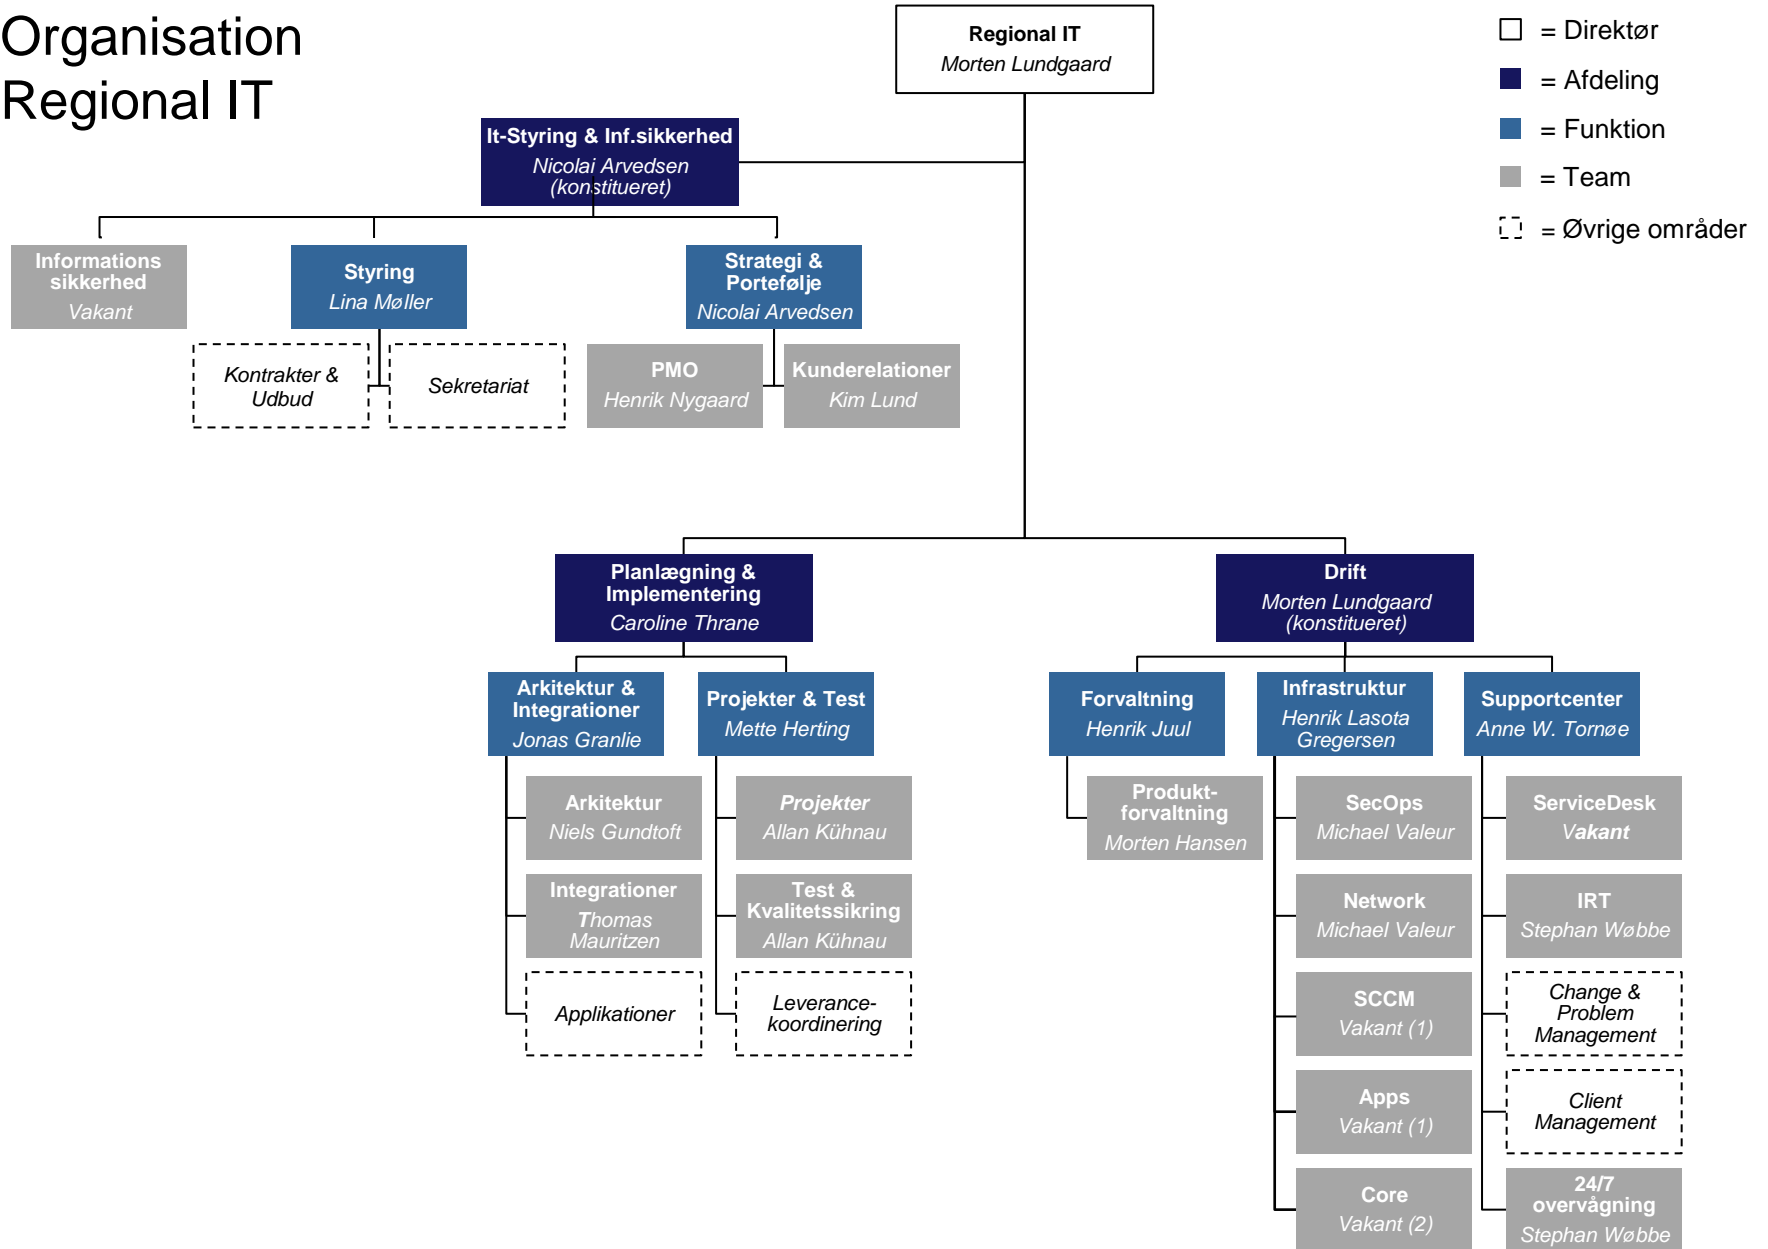 Organisation
Regional IT
Regional IT
Morten Lundgaard
= Direktør
= Afdeling
= Funktion
= Team
= Øvrige områder
It-Styring & Inf.sikkerhed
Nicolai Arvedsen
(konstitueret)
Informations
sikkerhed
Vakant
Styring
Lina Møller
Strategi &
Portefølje
Nicolai Arvedsen
Kontrakter &
Udbud
Sekretariat
PMO
Henrik Nygaard
Kunderelationer
Kim Lund
Planlægning &
Implementering
Caroline Thrane
Drift
Morten Lundgaard
(konstitueret)
Arkitektur &
Integrationer
Jonas Granlie
Projekter & Test
Mette Herting
Forvaltning
Henrik Juul
Infrastruktur
Henrik Lasota
Gregersen
Supportcenter
Anne W. Tornøe
Arkitektur
Niels Gundtoft
Integrationer
Thomas
Mauritzen
Applikationer
Projekter
Allan Kühnau
Test &
Kvalitetssikring
Allan Kühnau
Leverance-
koordinering
Produkt-
forvaltning
Morten Hansen
SecOps
Michael Valeur
Network
Michael Valeur
SCCM
Vakant (1)
Apps
Vakant (1)
Core
Vakant (2)
ServiceDesk
Vakant
IRT
Stephan Wøbbe
Change &
Problem
Management
Client
Management
24/7
overvågning
Stephan Wøbbe